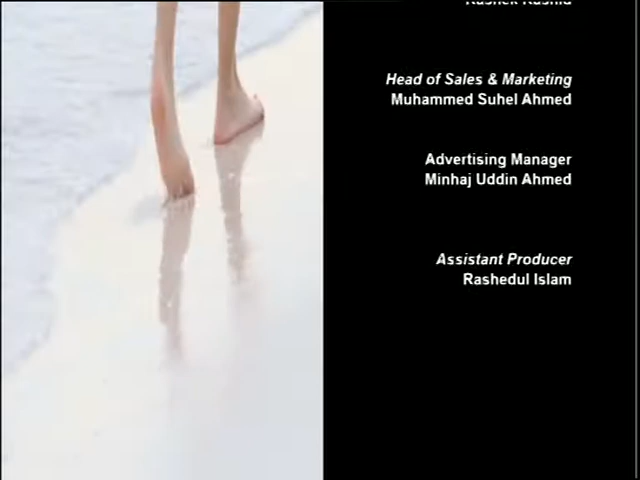 Head of Sales & Marketing
Muhammed Suhel Ahmed
Advertising Manager
Minhaj Uddin Ahmed
Assistant Producer
Rashedul Islam